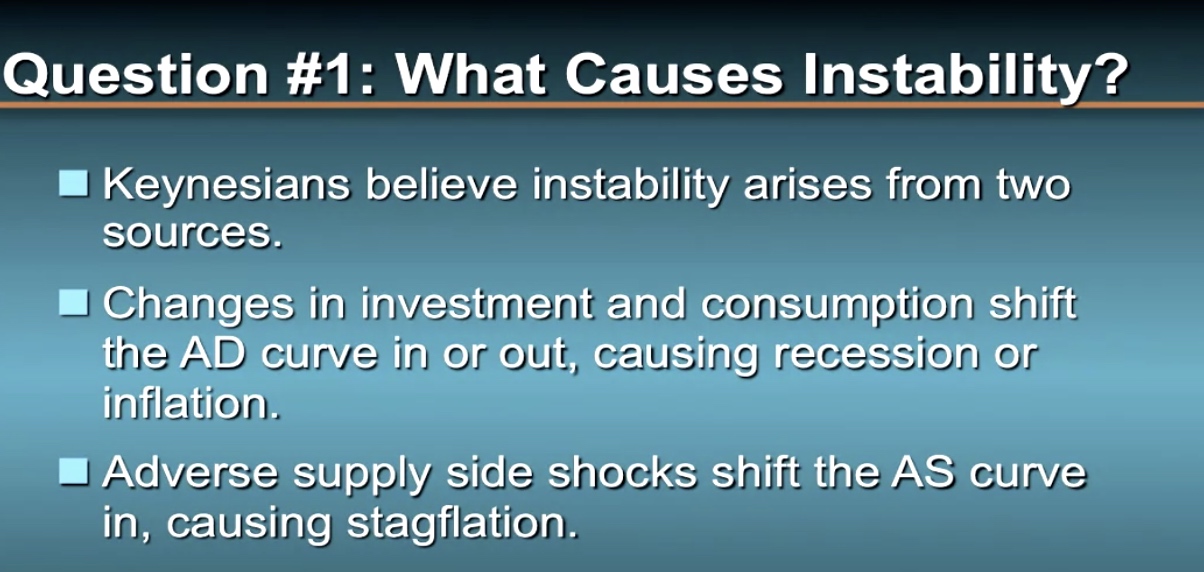 Question #1: What Causes Instability?
Keynesians believe instability arises from two
sources.
Changes in investment and consumption shift
the AD curve in or out, causing recession or
inflation.
Adverse supply side shocks shift the AS curve
in, causing stagflation.